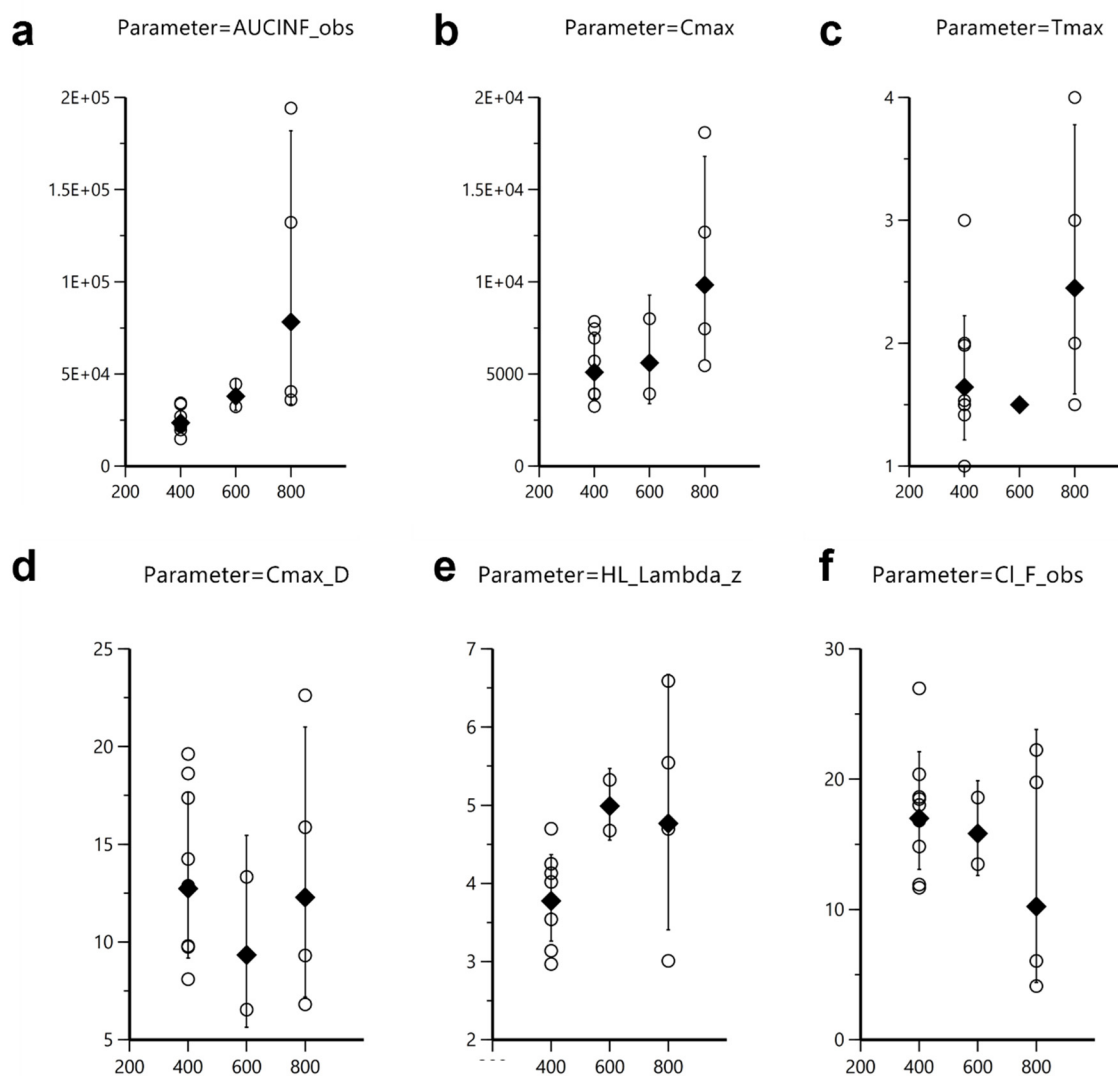 a Parameter=AUCINF_obs
2E+05
1.5E+05
1E+05
5E+04
0
200 400 600 800
b Parameter=Cmax
2E+04
1.5E+04
1E+04
5000
0
200 400 600 800
c Parameter=Tmax
4
3
2
1
200 400 600 800
d Parameter=Cmax_D
25
20
15
10
5
200 400 600 800
e Parameter=HL_Lambda_z
7
6
5
4
3
2
400 600 800
f Parameter=Cl_F_obs
30
20
10
0
200 400 600 800